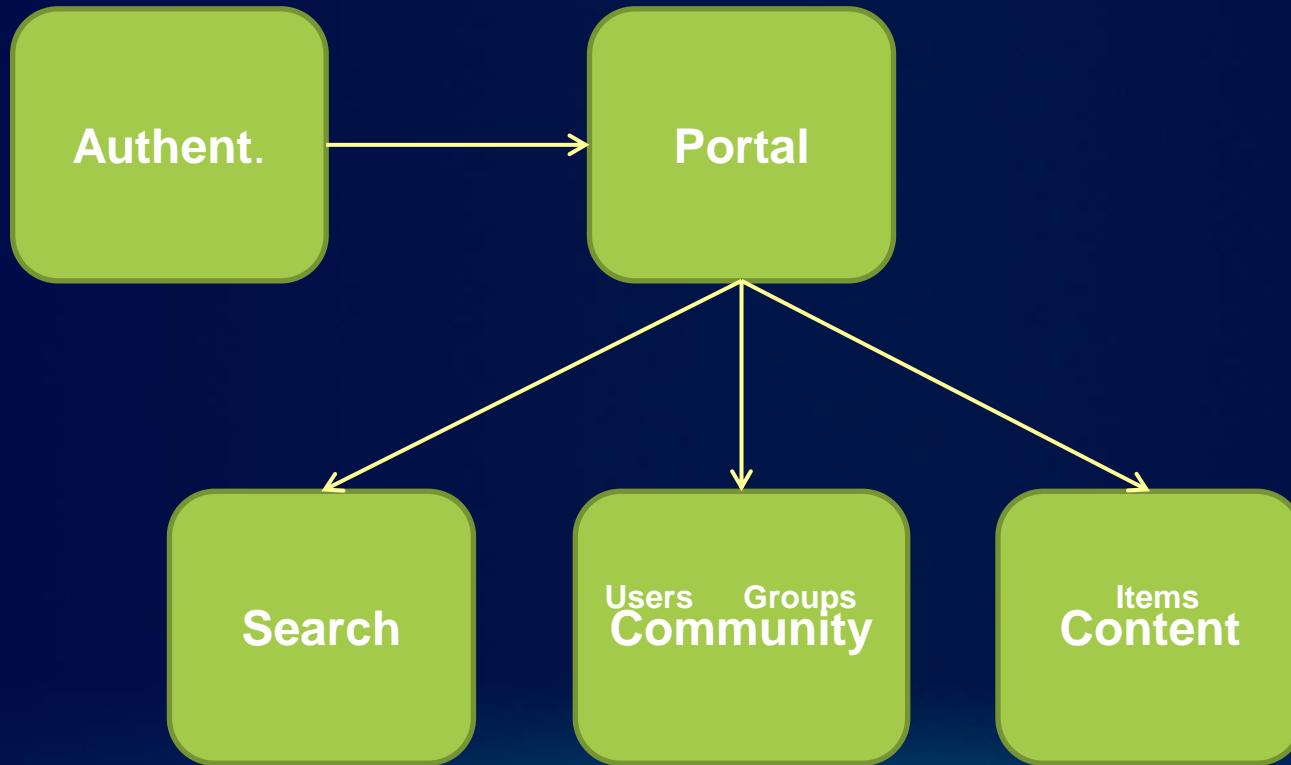 Authent.
Portal
Search
Users Groups
Community
Items
Content